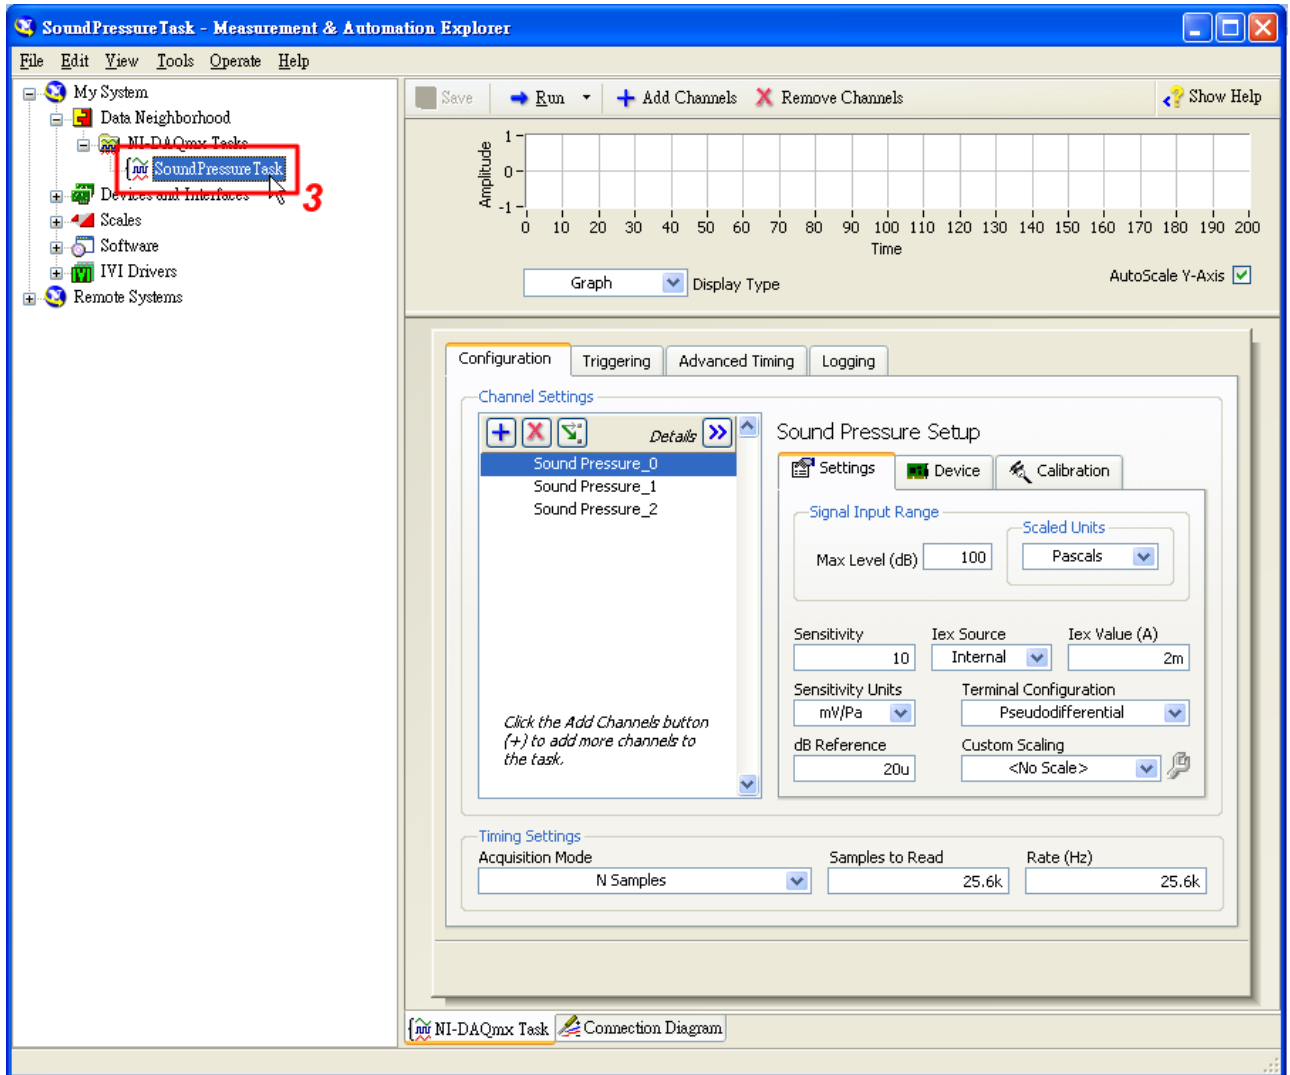 SoundPressureTask - Measurement & Automation Explorer
File Edit View Tools Operate Help
My System
Data Neighborhood
NI-DAQmx Tasks
SoundPressureTask
3
Devices and Interfaces
Scales
Software
IVI Drivers
Remote Systems
Save Run + Add Channels X Remove Channels Show Help
Amplitude
1
0
-1
0 10 20 30 40 50 60 70 80 90 100 110 120 130 140 150 160 170 180 190 200
Time
Graph Display Type
AutoScale Y-Axis
Configuration Triggering Advanced Timing Logging
Channel Settings
Details
Sound Pressure_0
Sound Pressure_1
Sound Pressure_2
Click the Add Channels button
(+) to add more channels to
the task.
Sound Pressure Setup
Settings Device Calibration
Signal Input Range
Max Level (dB) 100
Scaled Units
Pascals
Sensitivity Iex Source Iex Value (A)
10 Internal 2m
Sensitivity Units Terminal Configuration
mV/Pa Pseudodifferential
dB Reference Custom Scaling
20u <No Scale>
Timing Settings
Acquisition Mode Samples to Read Rate (Hz)
N Samples 25.6k 25.6k
NI-DAQmx Task Connection Diagram